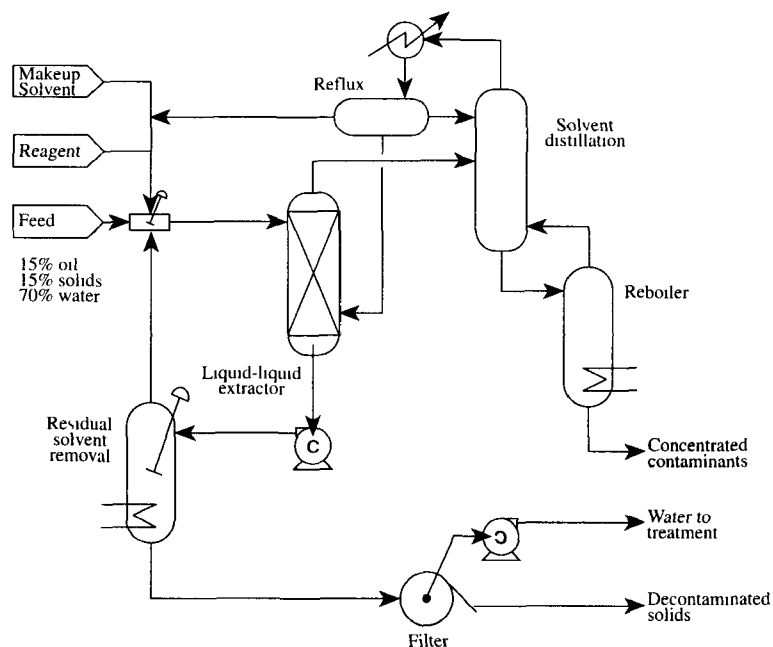 Makeup
Solvent
Reflux
Solvent
distillation
Reagent
Feed
15% oil
15% solids
70% water
Reboiler
Liquid-liquid
extractor
Residual
solvent
removal
C
Concentrated
contaminants
Water to
treatment
C
Decontaminated
solids
Filter